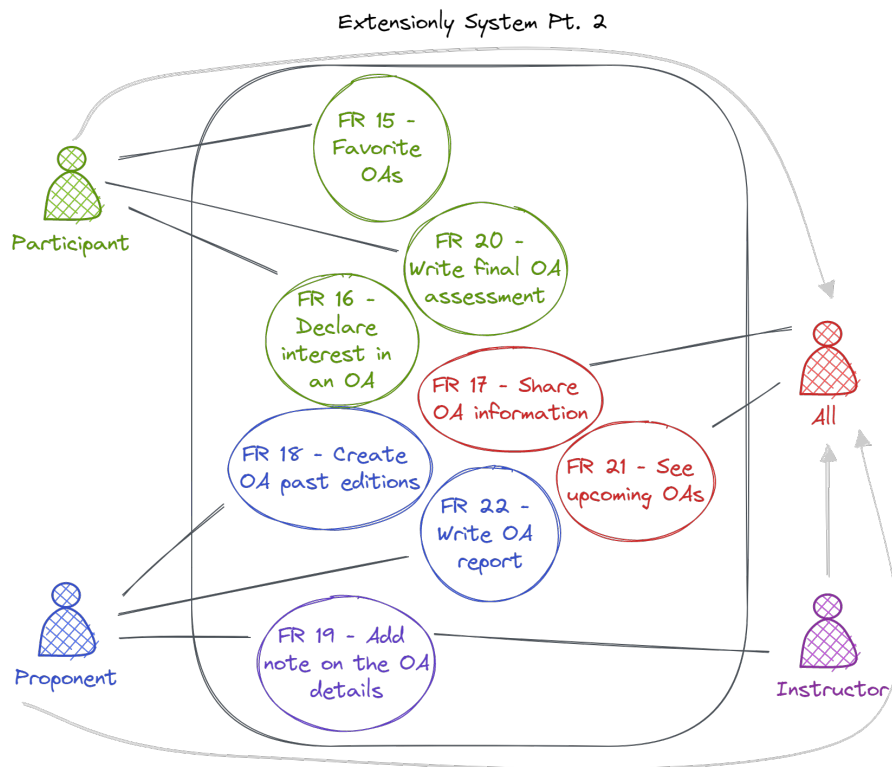 Extensionly System Pt. 2
FR 15 -
Favorite
OAs
Participant
FR 20 -
Write final OA
assessment
FR 16 -
Declare
interest in
an OA
FR 17 - Share
OA information
All
FR 18 - Create
OA past editions
FR 21 - See
upcoming OAs
FR 22 -
Write OA
report
Proponent
FR 19 - Add
note on the OA
details
Instructor